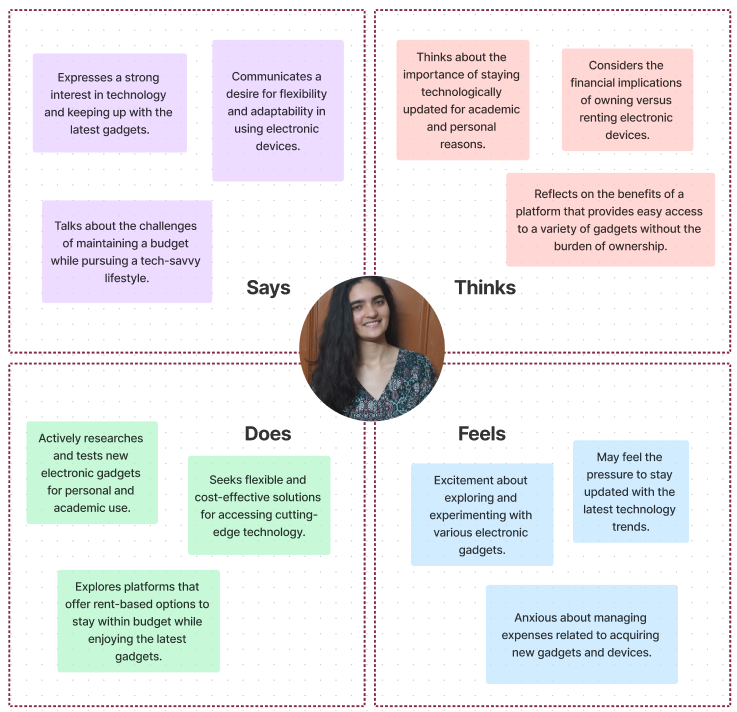 Expresses a strong
interest in technology
and keeping up with the
latest gadgets.
Communicates a
desire for flexibility
and adaptability in
using electronic
devices.
Talks about the challenges
of maintaining a budget
while pursuing a tech-savvy
lifestyle.
Says
Thinks about the
importance of staying
technologically
updated for academic
and personal
reasons.
Considers the
financial implications
of owning versus
renting electronic
devices.
Reflects on the benefits of a
platform that provides easy access
to a variety of gadgets without the
burden of ownership.
Thinks
Does
Actively researches
and tests new
electronic gadgets
for personal and
academic use.
Seeks flexible and
cost-effective solutions
for accessing cutting-
edge technology.
Explores platforms that
offer rent-based options to
stay within budget while
enjoying the latest
gadgets.
Feels
Excitement about
exploring and
experimenting with
various electronic
gadgets.
May feel the
pressure to stay
updated with the
latest technology
trends.
Anxious about managing
expenses related to acquiring
new gadgets and devices.